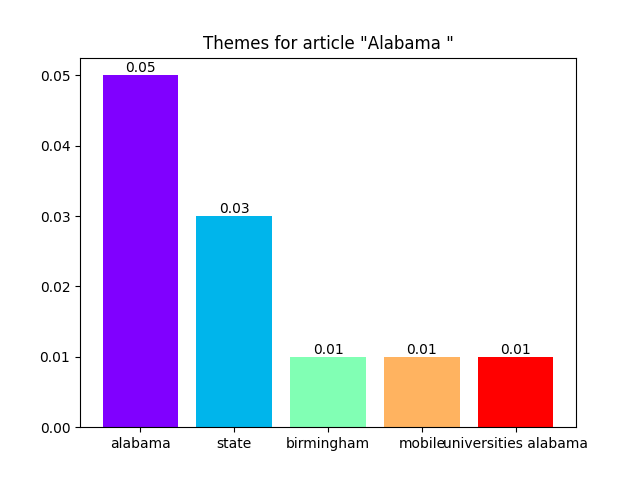 Themes for article "Alabama "
0.05
0.04
0.03
0.02
0.01
0.00
0.05
0.03
0.01
0.01
0.01
alabama
state
birmingham
mobile
universities alabama